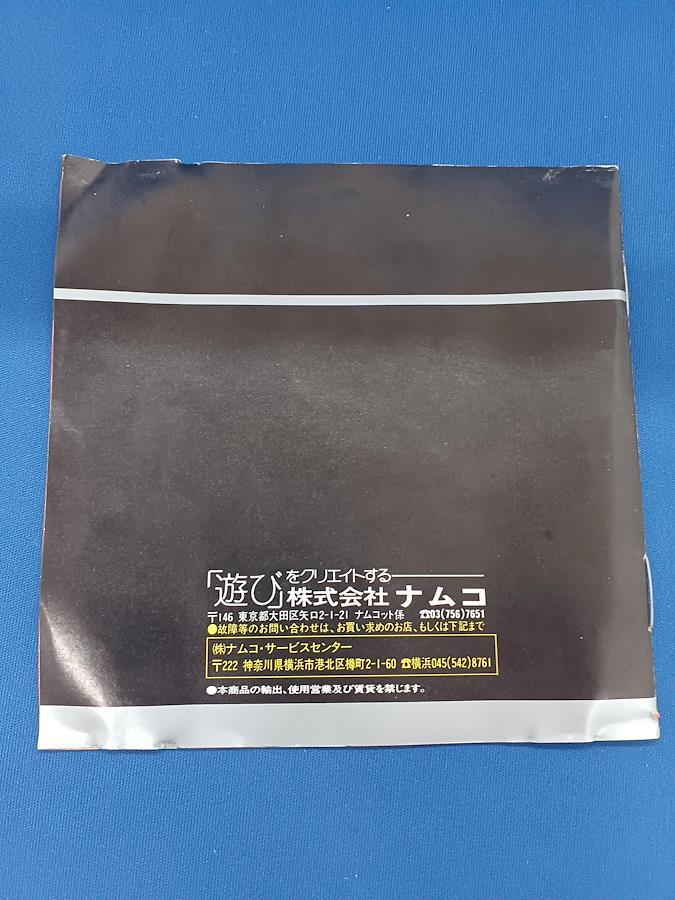 「遊び」をクリエイトする――
株式会社 ナムコ
〒146 東京都大田区矢口2-1-21 ナムコット係 ☎03(756)7651
●故障等のお問い合わせは、お買い求めのお店、もしくは下記まで
㈱ナムコ・サービスセンター
〒222 神奈川県横浜市港北区樽町2-1-60 ☎横浜045(542)8761
●本商品の輸出、使用営業及び賃貸を禁じます。